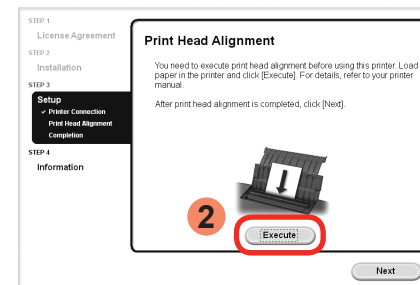 STEP 1
License Agreement
STEP 2
Installation
STEP 3
Setup
✓ Printer Connection
Print Head Alignment
Completion
STEP 4
Information
Print Head Alignment
You need to execute print head alignment before using this printer. Load
paper in the printer and click [Execute]. For details, refer to your printer
manual.
After print head alignment is completed, click [Next].
2
Execute
Next